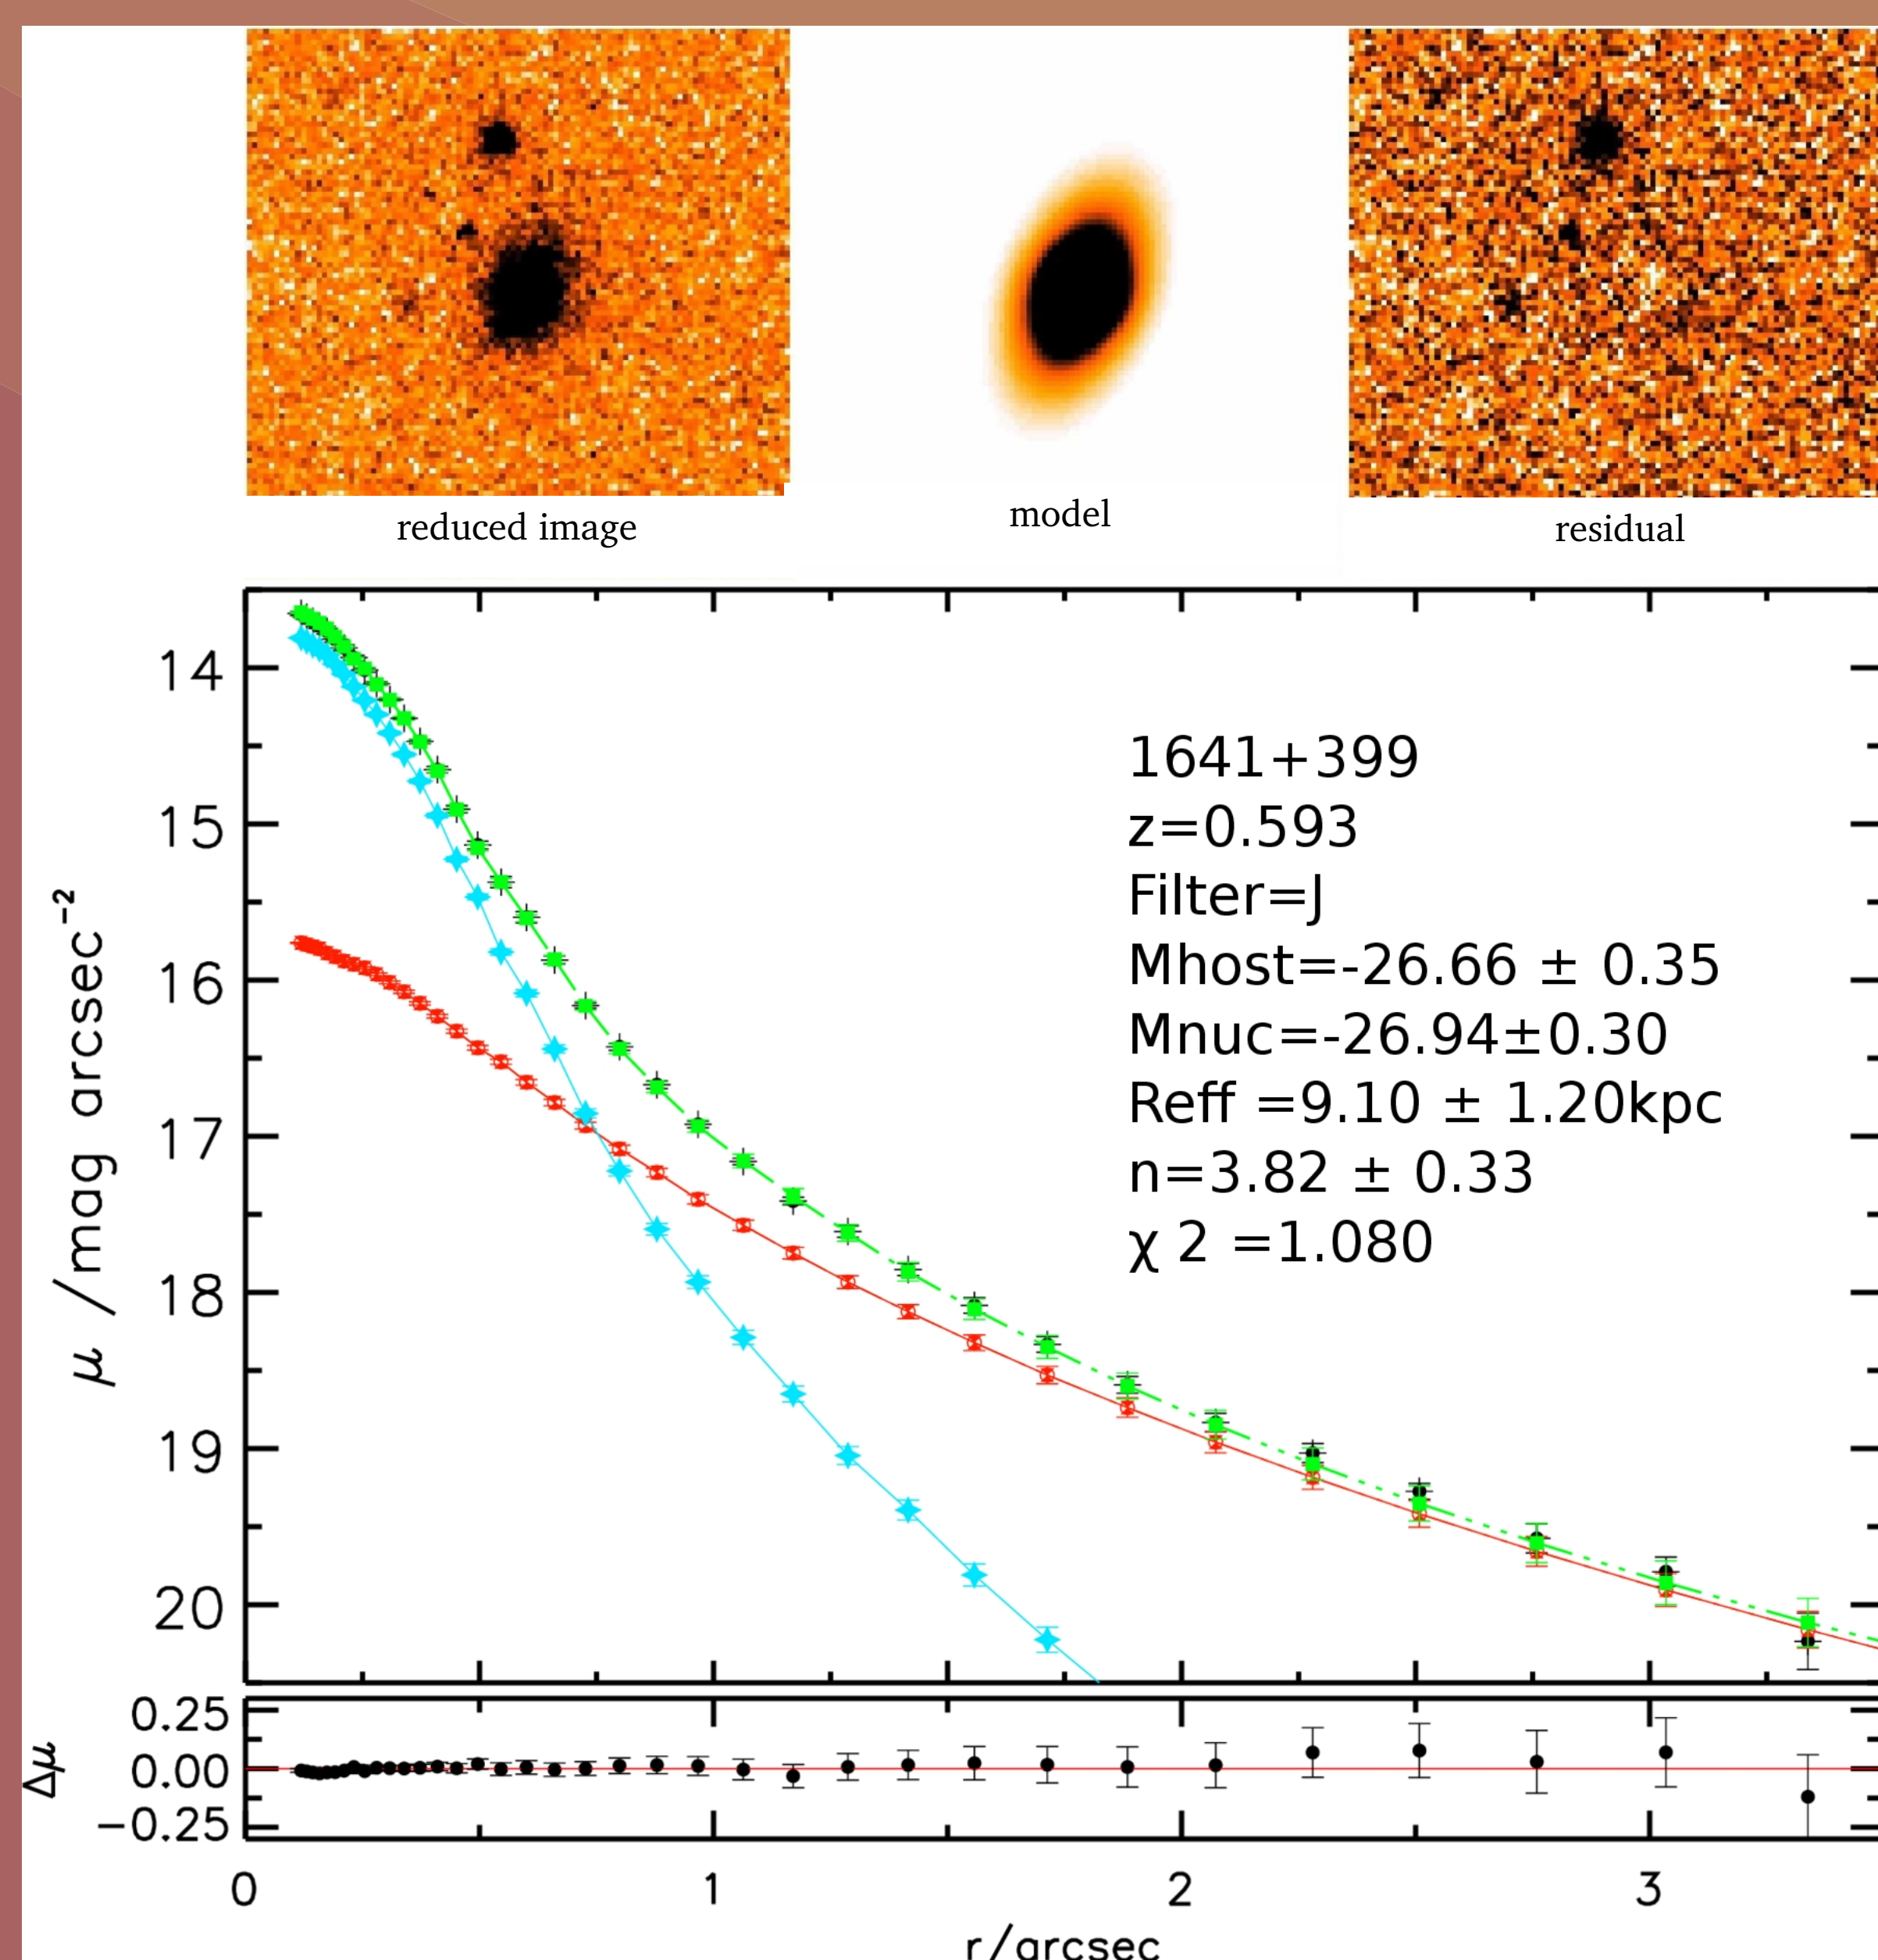 reduced image
model
residual
14
15
16
17
18
19
20
μ /mag arcsec⁻²
1641+399
z=0.593
Filter=J
Mhost=-26.66 ± 0.35
Mnuc=-26.94±0.30
Reff =9.10 ± 1.20kpc
n=3.82 ± 0.33
χ 2 =1.080
0.25
0.00
−0.25
Δμ
0 1 2 3
r/arcsec